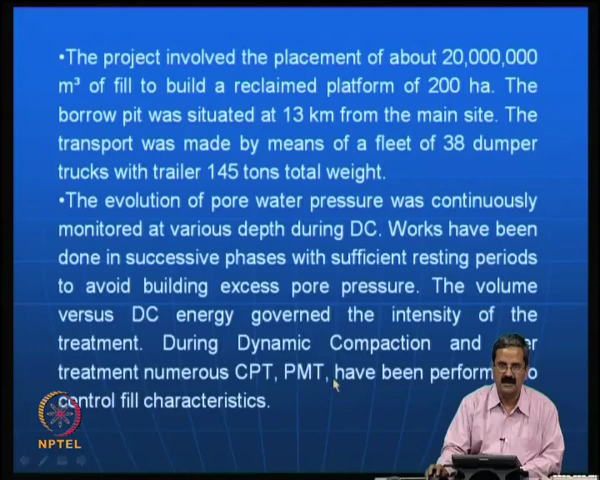 •The project involved the placement of about 20,000,000
m³ of fill to build a reclaimed platform of 200 ha. The
borrow pit was situated at 13 km from the main site. The
transport was made by means of a fleet of 38 dumper
trucks with trailer 145 tons total weight.
•The evolution of pore water pressure was continuously
monitored at various depth during DC. Works have been
done in successive phases with sufficient resting periods
to avoid building excess pore pressure. The volume
versus DC energy governed the intensity of the
treatment. During Dynamic Compaction and
treatment numerous CPT, PMT, have been
control fill characteristics.
NPTEL